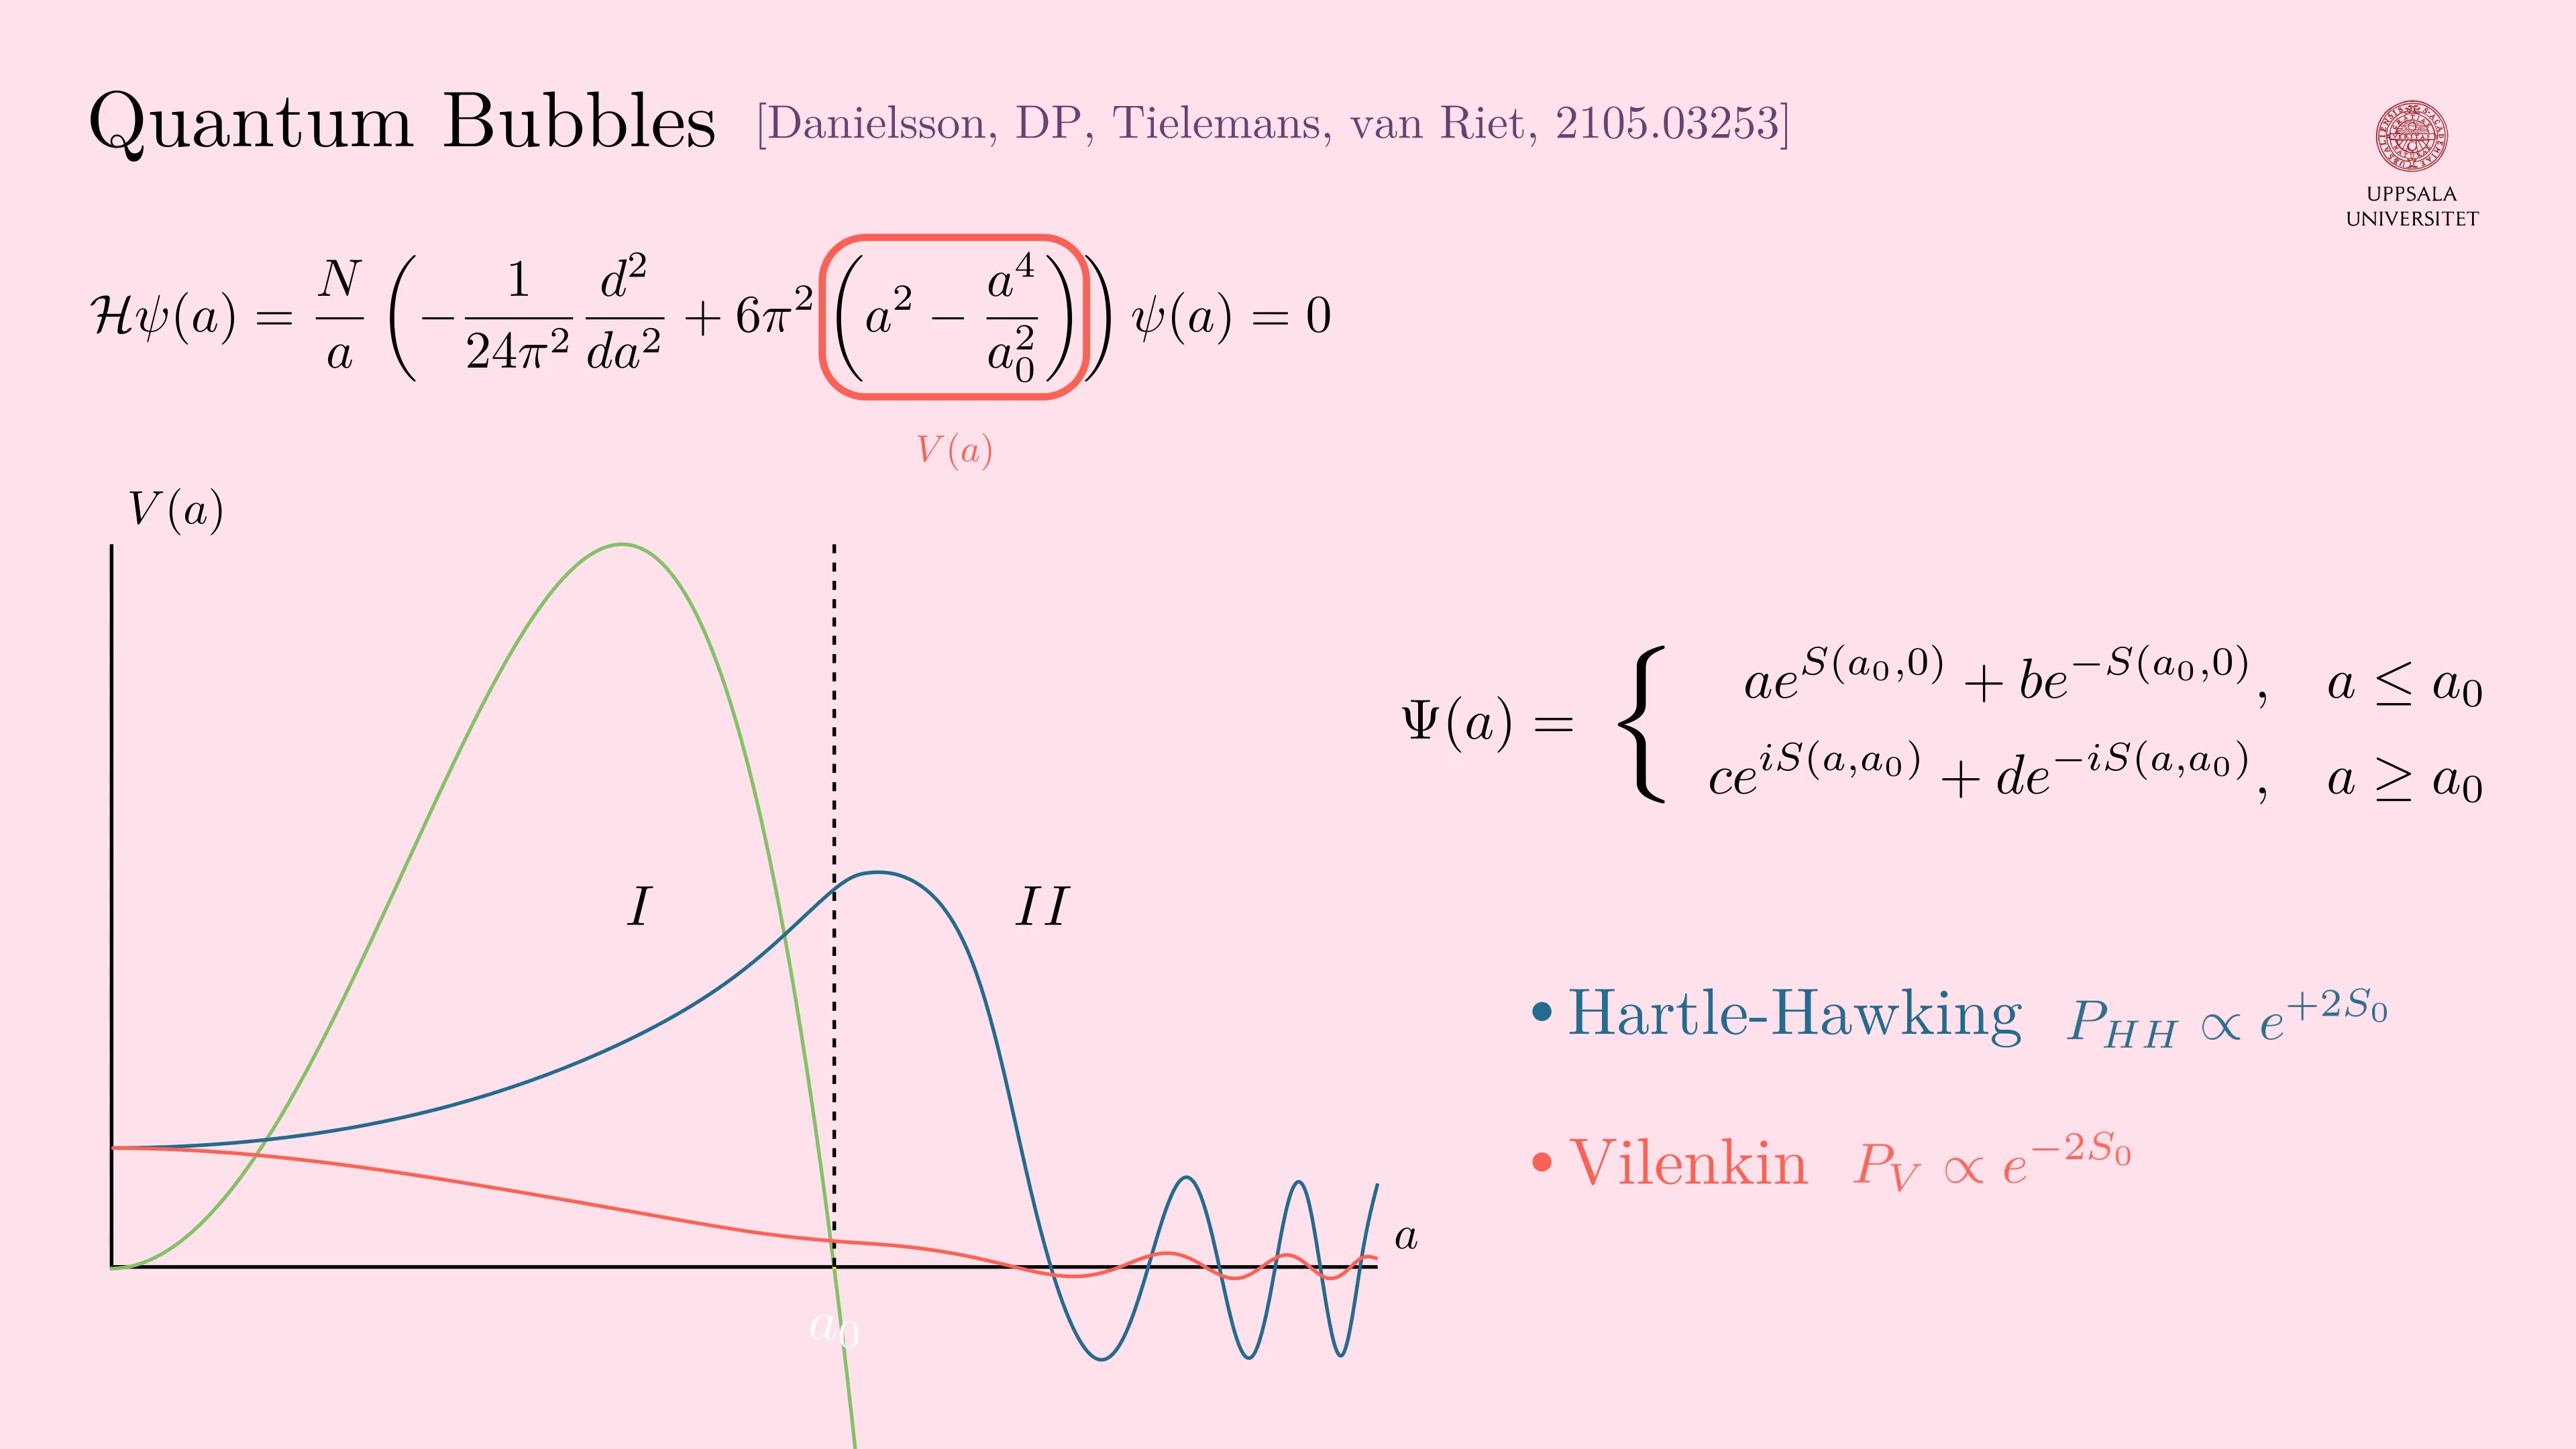 Quantum Bubbles [Danielsson, DP, Tielemans, van Riet, 2105.03253]
UPPSALA
UNIVERSITET
$\mathcal{H}\psi(a) = \frac{N}{a}\left(-\frac{1}{24\pi^2}\frac{d^2}{da^2} + 6\pi^2\left(a^2 - \frac{a^4}{a_0^2}\right)\right)\psi(a) = 0$
$V(a)$
$V(a)$
$\Psi(a) = \begin{cases} ae^{S(a_0,0)} + be^{-S(a_0,0)}, & a \leq a_0 \\ ce^{iS(a,a_0)} + de^{-iS(a,a_0)}, & a \geq a_0 \end{cases}$
$I$
$II$
• Hartle-Hawking $P_{HH} \propto e^{+2S_0}$
• Vilenkin $P_V \propto e^{-2S_0}$
$a$
$a_0$